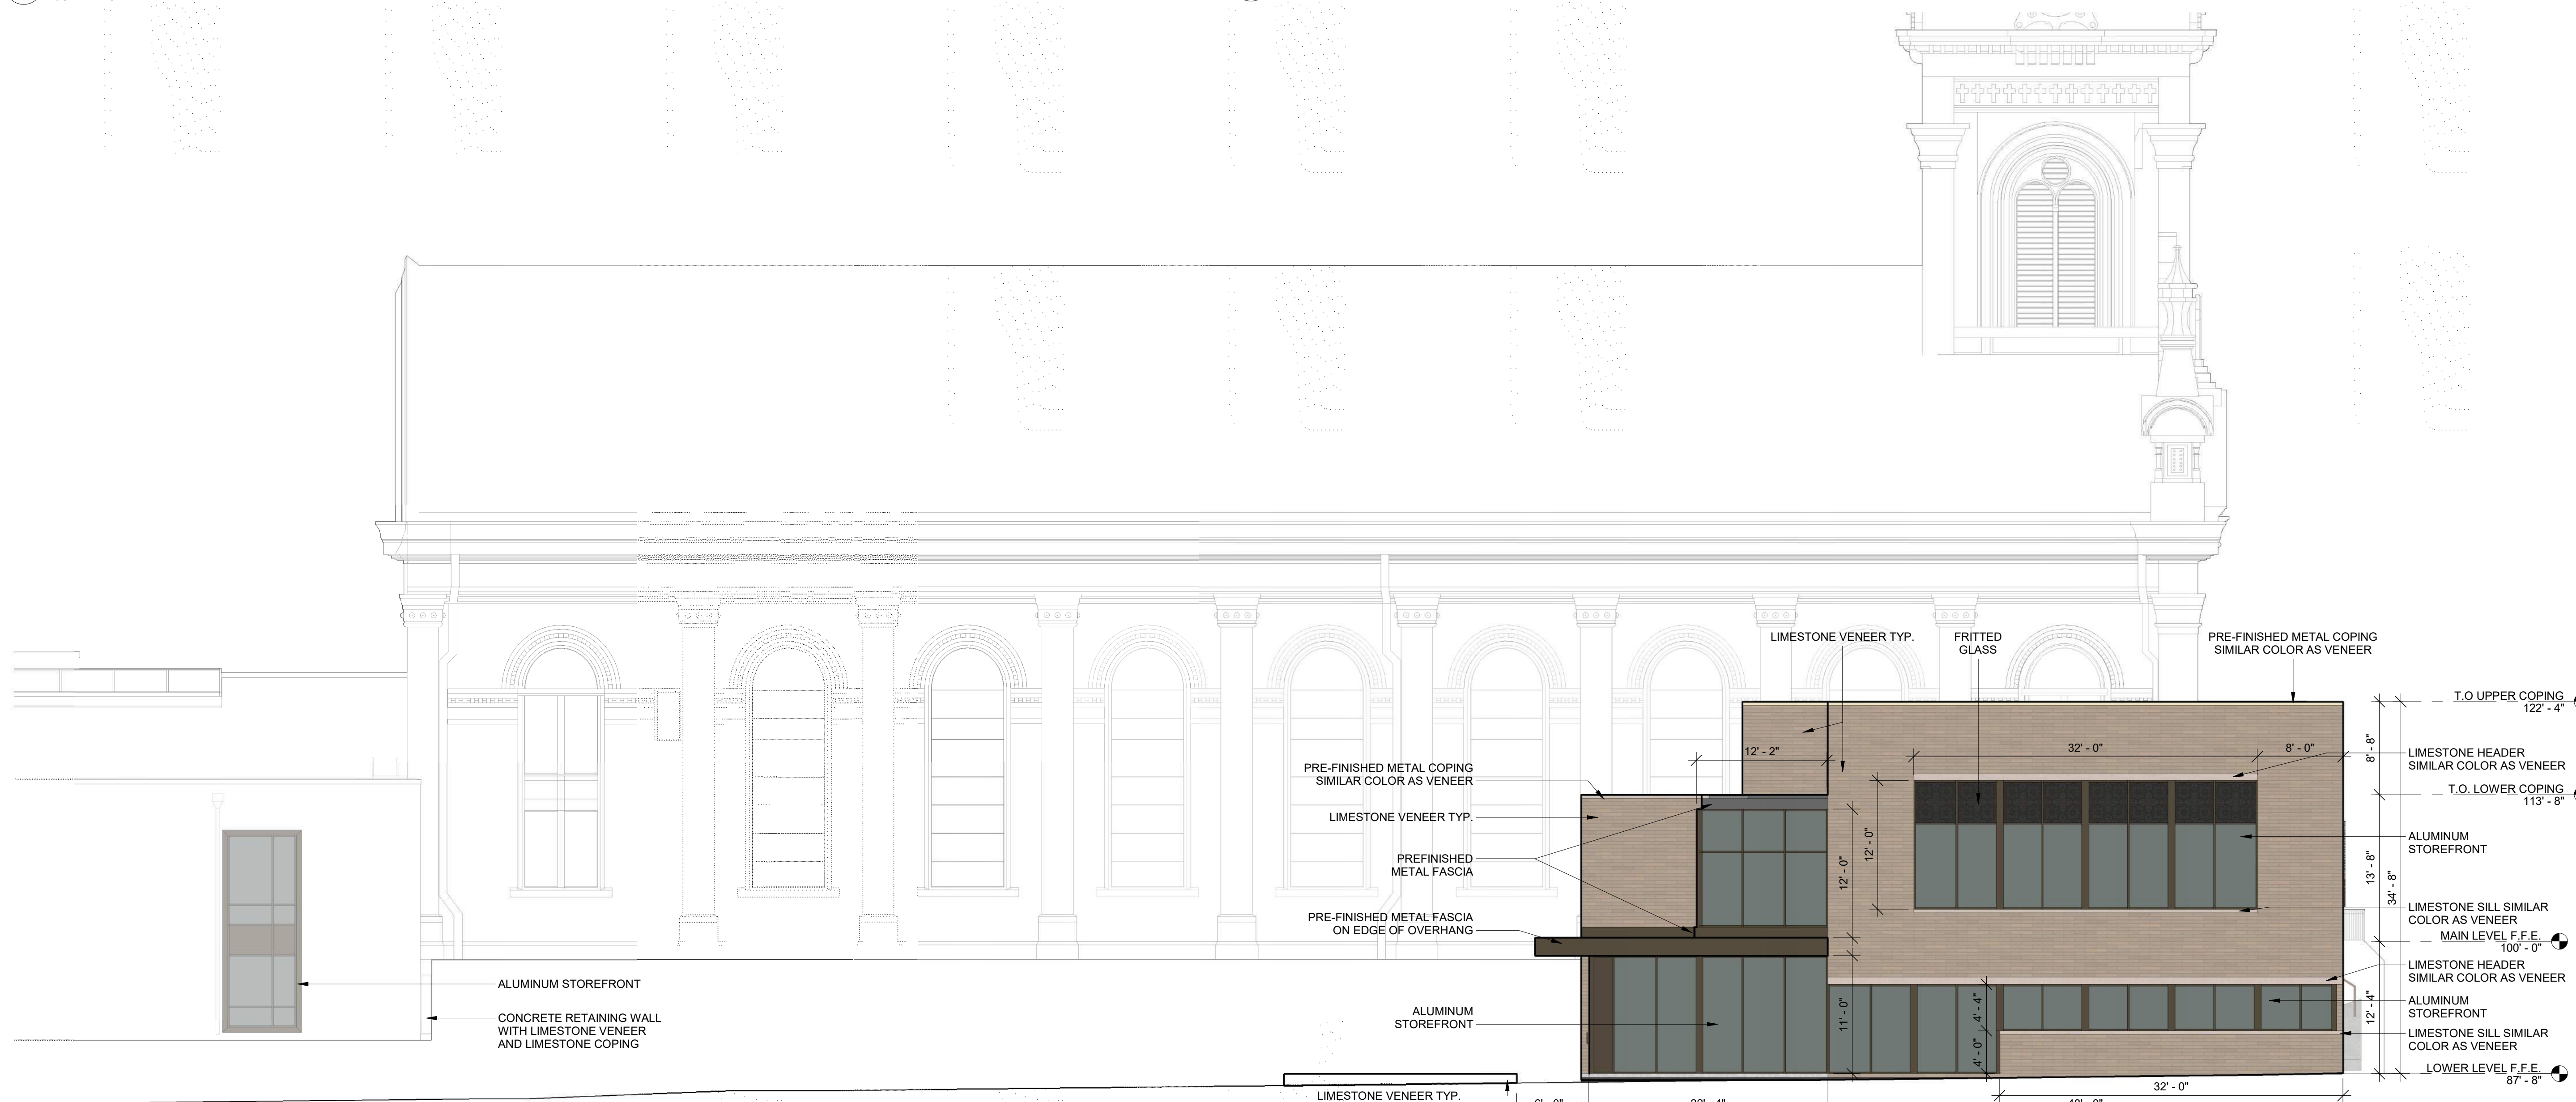 LIMESTONE VENEER TYP.
FRITTED
GLASS
PRE-FINISHED METAL COPING
SIMILAR COLOR AS VENEER
T.O UPPER COPING
122' - 4"
12' - 2"
32' - 0"
8' - 0"
8' - 8"
LIMESTONE HEADER
SIMILAR COLOR AS VENEER
PRE-FINISHED METAL COPING
SIMILAR COLOR AS VENEER
T.O. LOWER COPING
113' - 8"
LIMESTONE VENEER TYP.
ALUMINUM
STOREFRONT
12' - 0"
12' - 0"
13' - 8"
34' - 8"
PREFINISHED
METAL FASCIA
LIMESTONE SILL SIMILAR
COLOR AS VENEER
PRE-FINISHED METAL FASCIA
ON EDGE OF OVERHANG
MAIN LEVEL F.F.E.
100' - 0"
LIMESTONE HEADER
SIMILAR COLOR AS VENEER
ALUMINUM STOREFRONT
ALUMINUM
STOREFRONT
11' - 0"
4' - 4"
12' - 4"
ALUMINUM
STOREFRONT
CONCRETE RETAINING WALL
WITH LIMESTONE VENEER
AND LIMESTONE COPING
LIMESTONE SILL SIMILAR
COLOR AS VENEER
4' - 0"
LOWER LEVEL F.F.E.
87' - 8"
32' - 0"
LIMESTONE VENEER TYP.